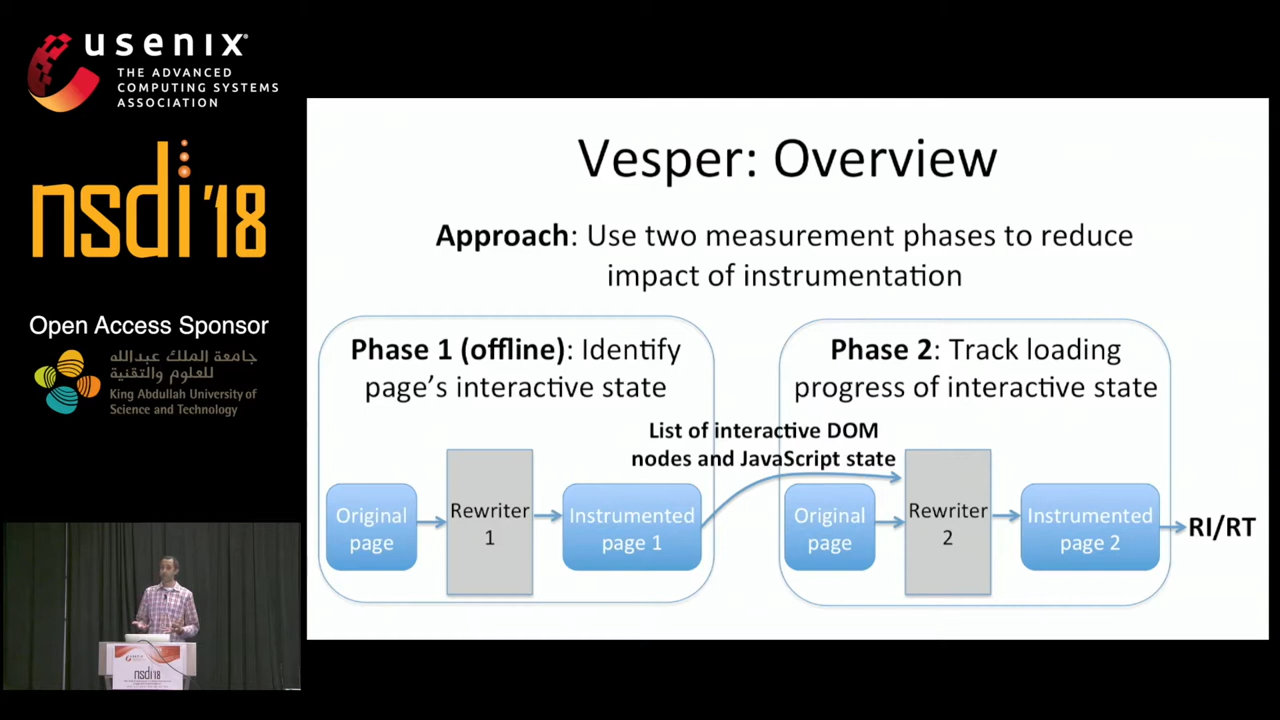 usenix
THE ADVANCED
COMPUTING SYSTEMS
ASSOCIATION
nsdi '18
Open Access Sponsor
جامعة الملك عبدالله
للعلوم والتقنية
King Abdullah University of
Science and Technology
Vesper: Overview
Approach: Use two measurement phases to reduce
impact of instrumentation
Phase 1 (offline): Identify
page's interactive state
Original
page
Rewriter
1
Instrumented
page 1
List of interactive DOM
nodes and JavaScript state
Phase 2: Track loading
progress of interactive state
Original
page
Rewriter
2
Instrumented
page 2
RI/RT
usenix
nsdi'18